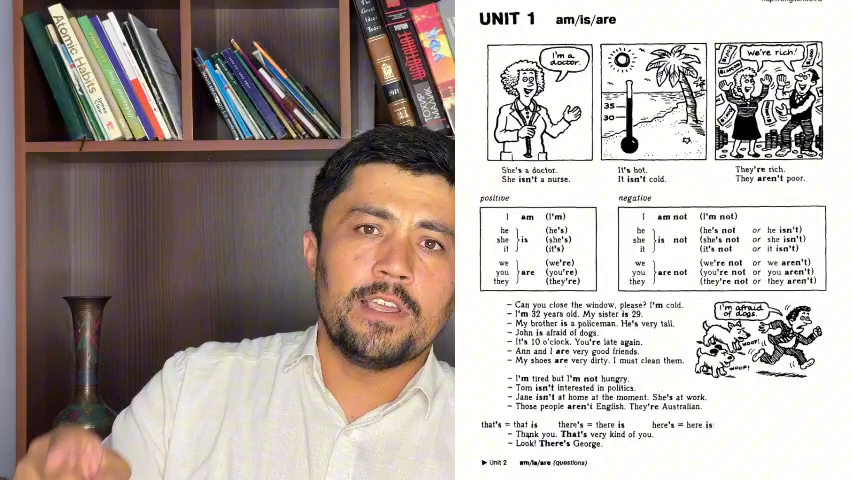 Atomic Habits
The
Great
Ideas
Today
1971
UNIT 1 am/is/are
I'm a
doctor.
35
30
We're rich!
She's a doctor.
She isn't a nurse.
It's hot.
It isn't cold.
They're rich.
They aren't poor.
positive
I am (I'm)
he (he's)
she is (she's)
it (it's)
we (we're)
you are (you're)
they (they're)
negative
I am not (I'm not)
he (he's not or he isn't)
she is not (she's not or she isn't)
it (it's not or it isn't)
we (we're not or we aren't)
you are not (you're not or you aren't)
they (they're not or they aren't)
– Can you close the window, please? I'm cold.
– I'm 32 years old. My sister is 29.
– My brother is a policeman. He's very tall.
– John is afraid of dogs.
– It's 10 o'clock. You're late again.
– Ann and I are very good friends.
– My shoes are very dirty. I must clean them.
I'm afraid
of dogs.
WOOF!
WOOF!
– I'm tired but I'm not hungry.
– Tom isn't interested in politics.
– Jane isn't at home at the moment. She's at work.
– Those people aren't English. They're Australian.
that's = that is there's = there is here's = here is:
– Thank you. That's very kind of you.
– Look! There's George.
► Unit 2 am/is/are (questions)